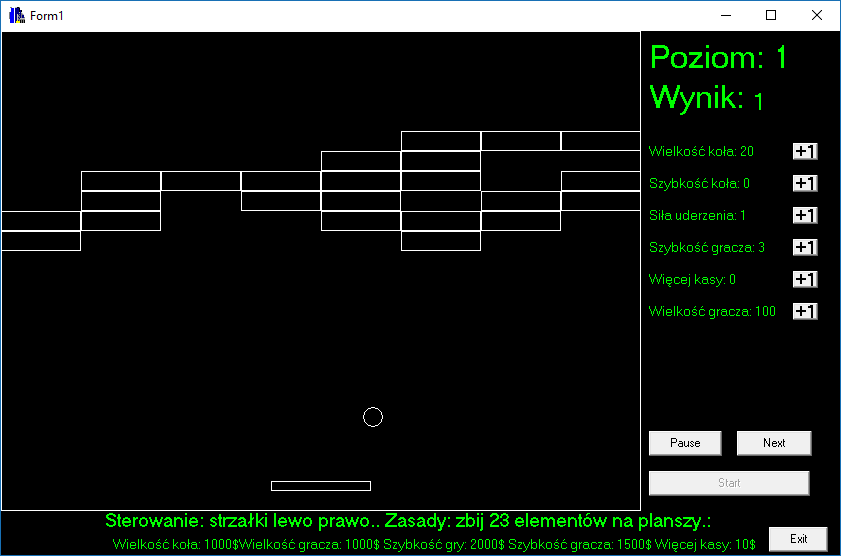 Form1
Poziom: 1
Wynik: 1
Wielkość koła: 20 +1
Szybkość koła: 0 +1
Siła uderzenia: 1 +1
Szybkość gracza: 3 +1
Więcej kasy: 0 +1
Wielkość gracza: 100 +1
Pause Next
Start
Sterowanie: strzałki lewo prawo.. Zasady: zbij 23 elementów na planszy.:
Wielkość koła: 1000$Wielkość gracza: 1000$ Szybkość gry: 2000$ Szybkość gracza: 1500$ Więcej kasy: 10$
Exit